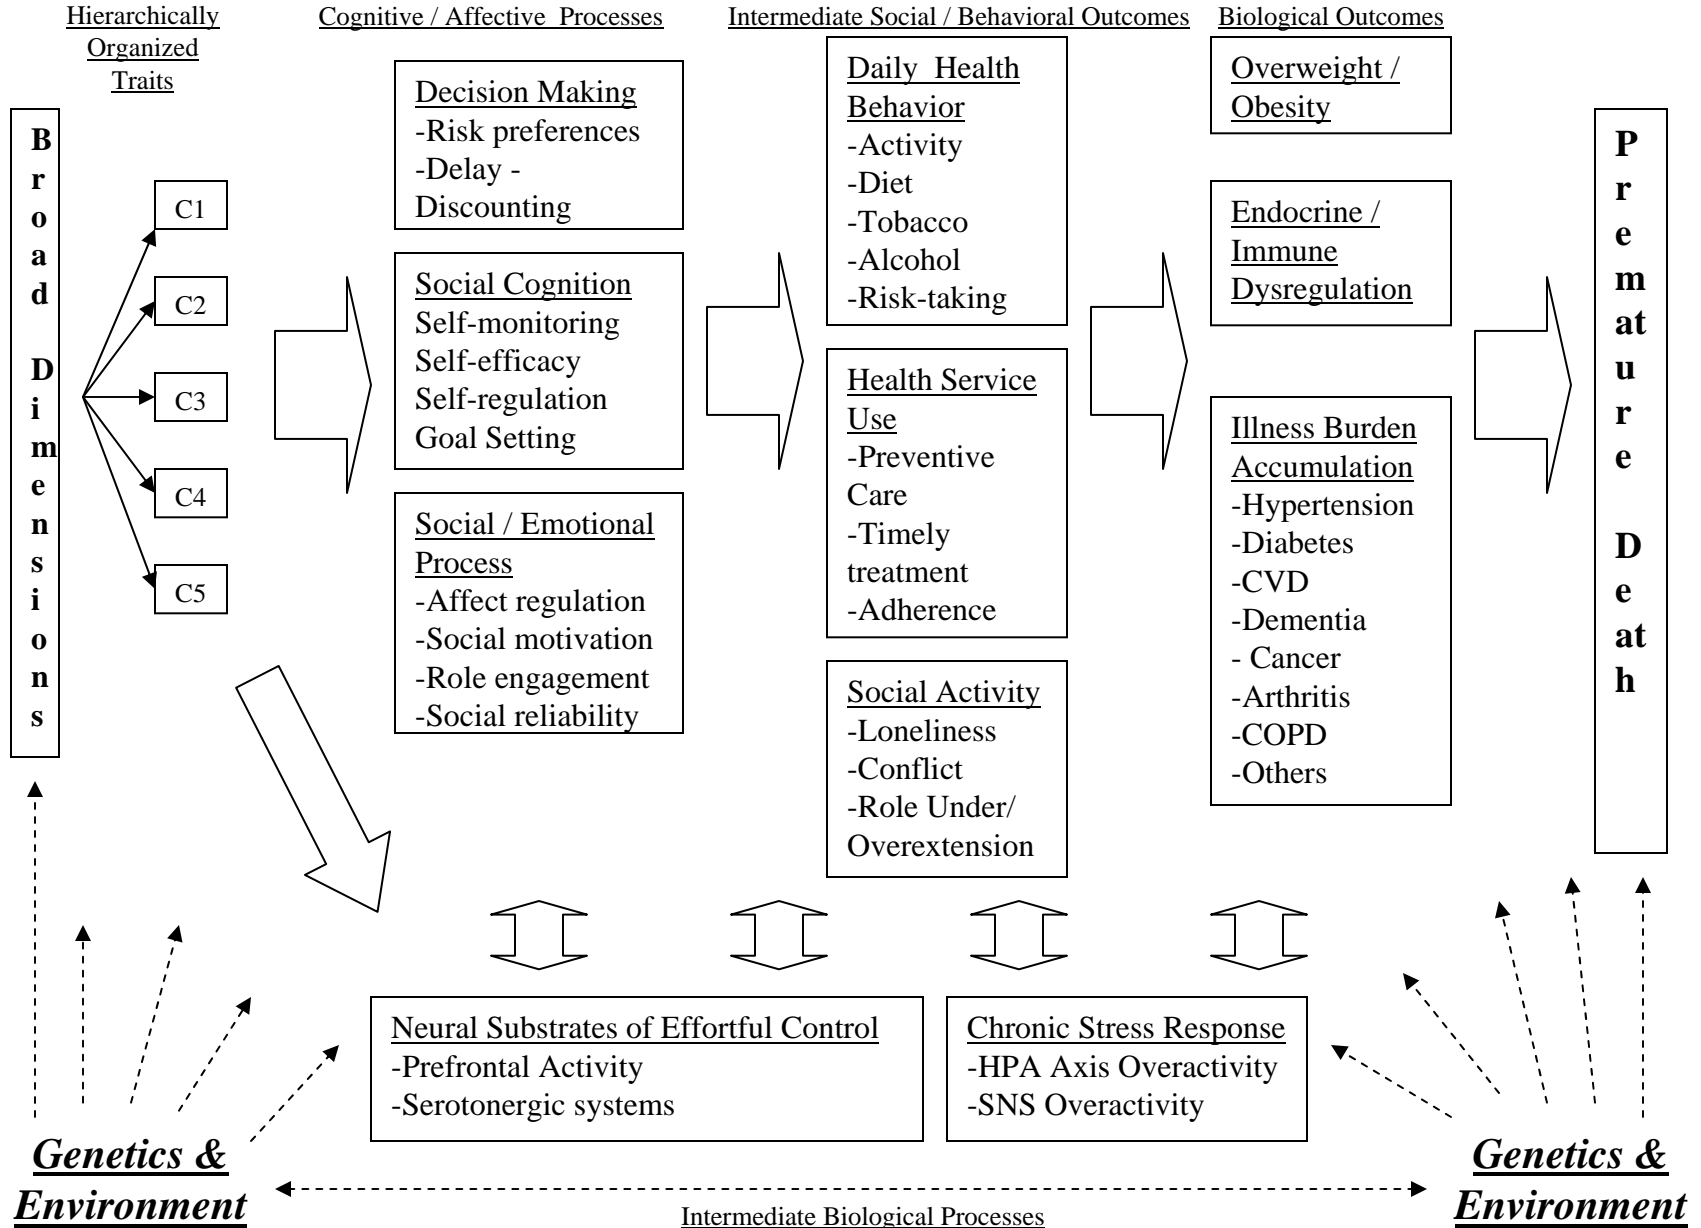 Hierarchically
Organized
Traits
Cognitive / Affective Processes
Intermediate Social / Behavioral Outcomes
Biological Outcomes
B
r
o
a
d
D
i
m
e
n
s
i
o
n
s
C1
C2
C3
C4
C5
Decision Making
-Risk preferences
-Delay -
Discounting
Social Cognition
Self-monitoring
Self-efficacy
Self-regulation
Goal Setting
Social / Emotional
Process
-Affect regulation
-Social motivation
-Role engagement
-Social reliability
Daily Health
Behavior
-Activity
-Diet
-Tobacco
-Alcohol
-Risk-taking
Health Service
Use
-Preventive
Care
-Timely
treatment
-Adherence
Social Activity
-Loneliness
-Conflict
-Role Under/
Overextension
Overweight /
Obesity
Endocrine /
Immune
Dysregulation
Illness Burden
Accumulation
-Hypertension
-Diabetes
-CVD
-Dementia
- Cancer
-Arthritis
-COPD
-Others
P
r
e
m
at
u
r
e
D
e
at
h
Neural Substrates of Effortful Control
-Prefrontal Activity
-Serotonergic systems
Chronic Stress Response
-HPA Axis Overactivity
-SNS Overactivity
Genetics &
Environment
Genetics &
Environment
Intermediate Biological Processes